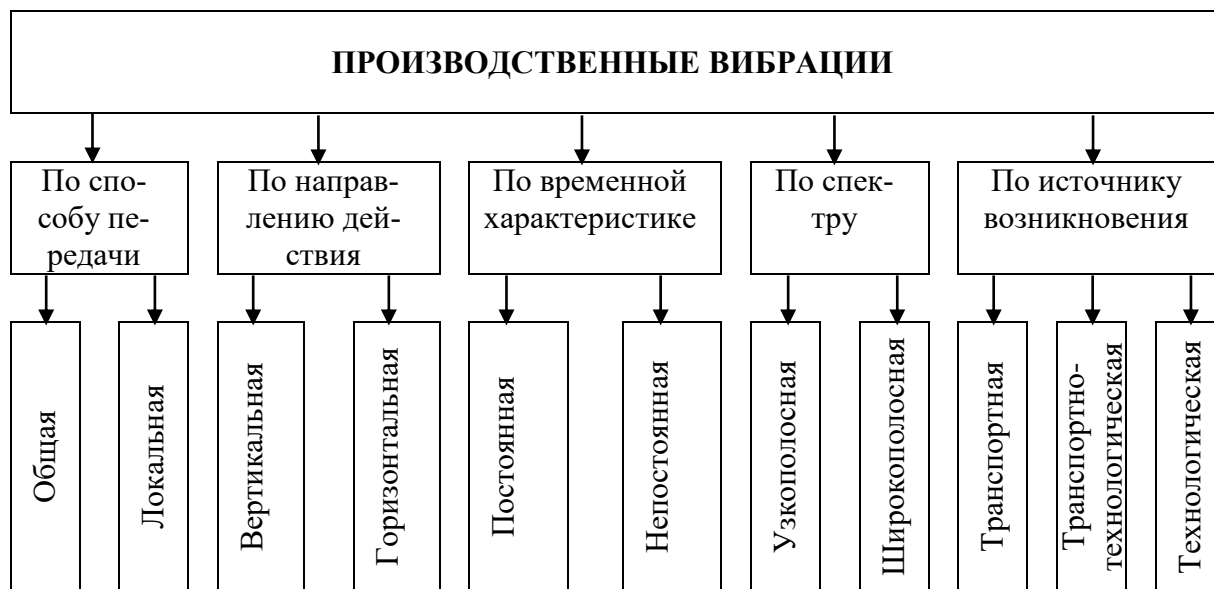 ПРОИЗВОДСТВЕННЫЕ ВИБРАЦИИ
По спо-
собу пе-
редачи
По направ-
лению дей-
ствия
По временной
характеристике
По спек-
тру
По источнику
возникновения
Общая
Локальная
Вертикальная
Горизонтальная
Постоянная
Непостоянная
Узкополосная
Широкополосная
Транспортная
Транспортно-
технологическая
Технологическая